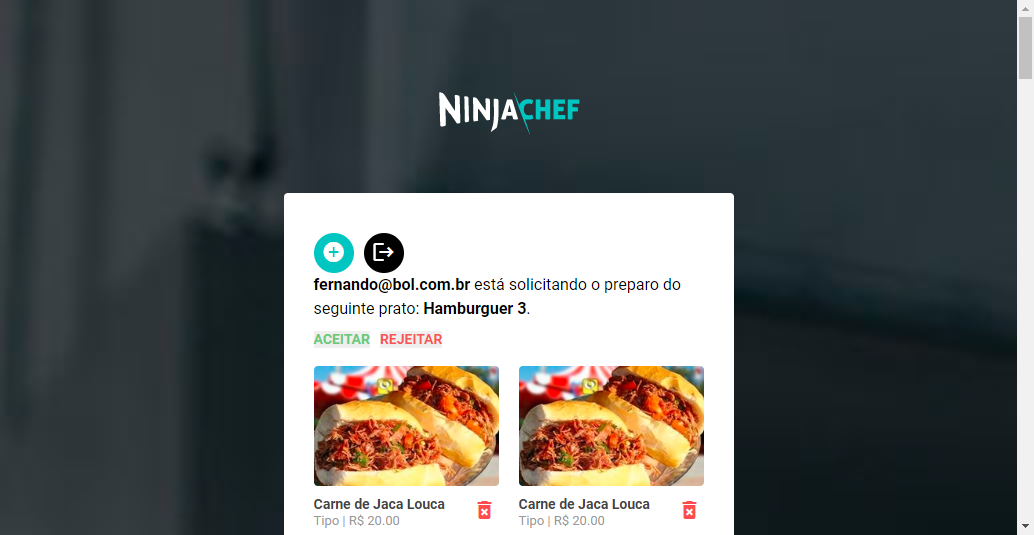 NINJACHEF
fernando@bol.com.br está solicitando o preparo do
seguinte prato: Hamburguer 3.
ACEITAR REJEITAR
Carne de Jaca Louca
Tipo | R$ 20.00
Carne de Jaca Louca
Tipo | R$ 20.00